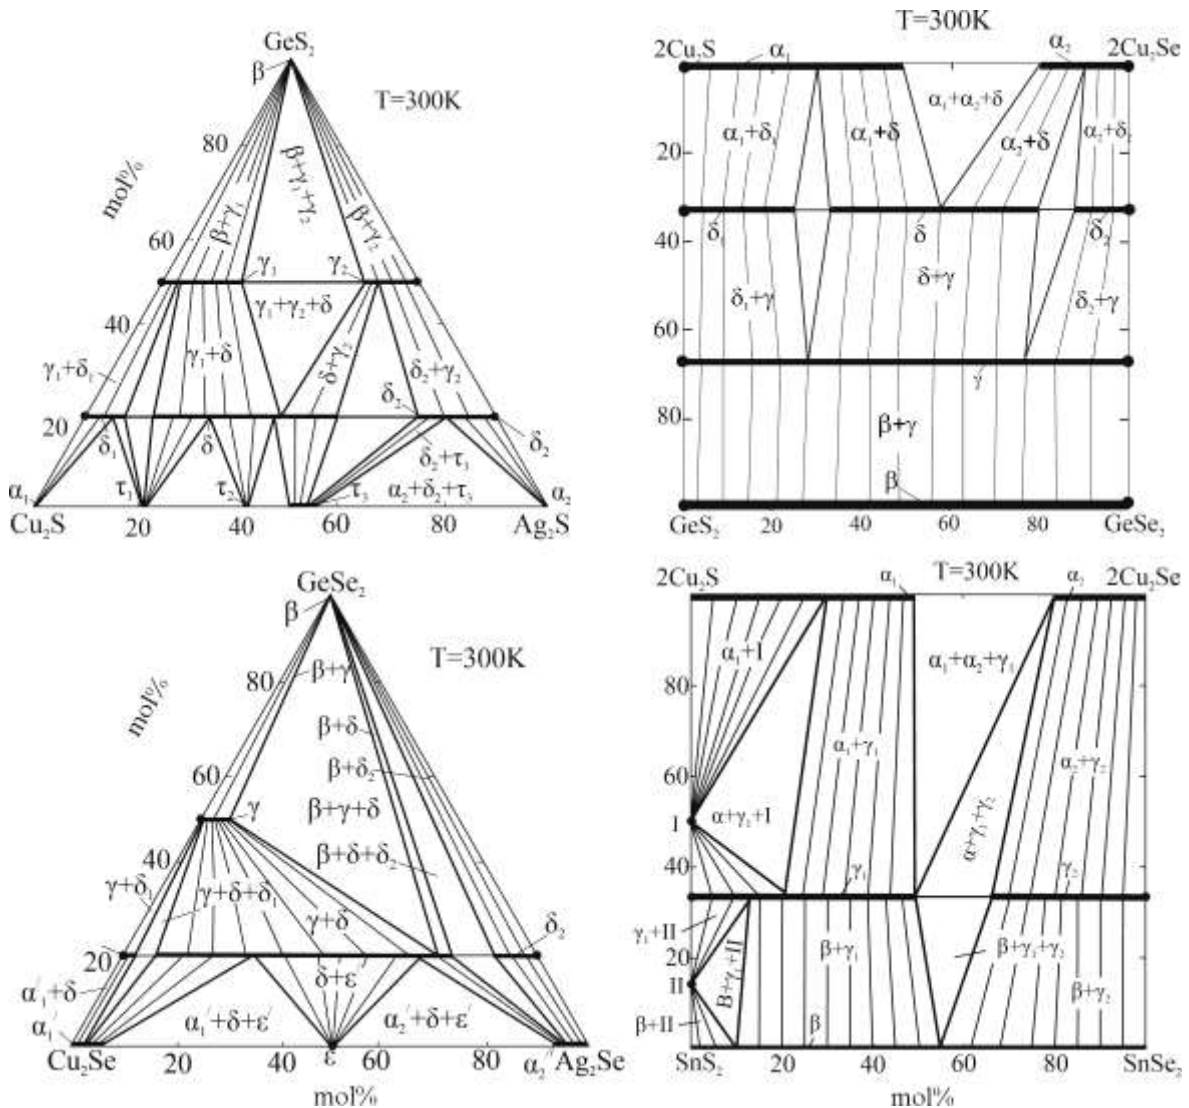 GeS₂
β
T=300K
80
mol%
β+γ₁
β+γ₁+γ₂
β+γ₂
60
γ₁
γ₂
γ₁+γ₂+δ
40
γ₁+δ₁
γ₁+δ
δ+γ₂
δ₂+γ₂
20
δ₁
δ
δ₂
δ₂
δ₂+τ₃
α₁
τ₁
τ₂
τ₃
α₂+δ₂+τ₃
α₂
Cu₂S
20
40
60
80
Ag₂S
T=300K
2Cu₂S
α₁
α₂
2Cu₂Se
α₁+α₂+δ
α₁+δ₁
α₁+δ
α₂+δ
α₂+δ₂
20
δ₁
δ
δ₂
40
δ₁+γ
δ+γ
δ₂+γ
60
γ
80
β+γ
β
GeS₂
20
40
60
80
GeSe₂
GeSe₂
β
T=300K
β+γ
80
mol%
β+δ
60
β+δ₂
γ
β+γ+δ
40
β+δ+δ₂
γ+δ₁
γ+δ+δ₁
γ+δ
δ₂
20
α₁′+δ
δ+ε′
α₁′
α₁′+δ+ε′
α₂′+δ+ε′
Cu₂Se
20
40
ε
60
80
α₂′
Ag₂Se
mol%
2Cu₂S
α₁
T=300K
α₂
2Cu₂Se
α₁+I
α₁+α₂+γ₁
80
α₁+γ₁
α₂+γ₂
60
I
α+γ₁+I
α+γ₁+γ₂
40
γ₁
γ₂
γ₁+II
20
B+γ₁+II
β+γ₁
β+γ₁+γ₂
β+γ₂
II
β+II
β
SnS₂
20
40
60
80
SnSe₂
mol%